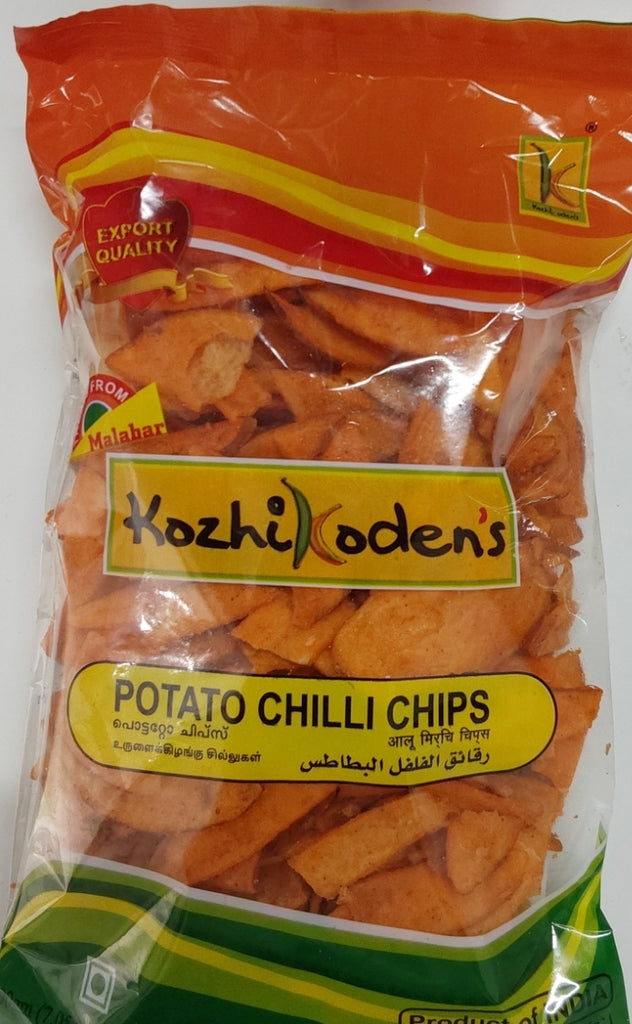 ®
Kozhikoden's
EXPORT
QUALITY
FROM
Malabar
KozhiKoden's
POTATO CHILLI CHIPS
പൊട്ടറ്റോ ചിപ്സ്
आलू मिर्चि चिप्स
உருளைக்கிழங்கு சில்லுகள்
رقائق الفلفل البطاطس
Product of INDIA